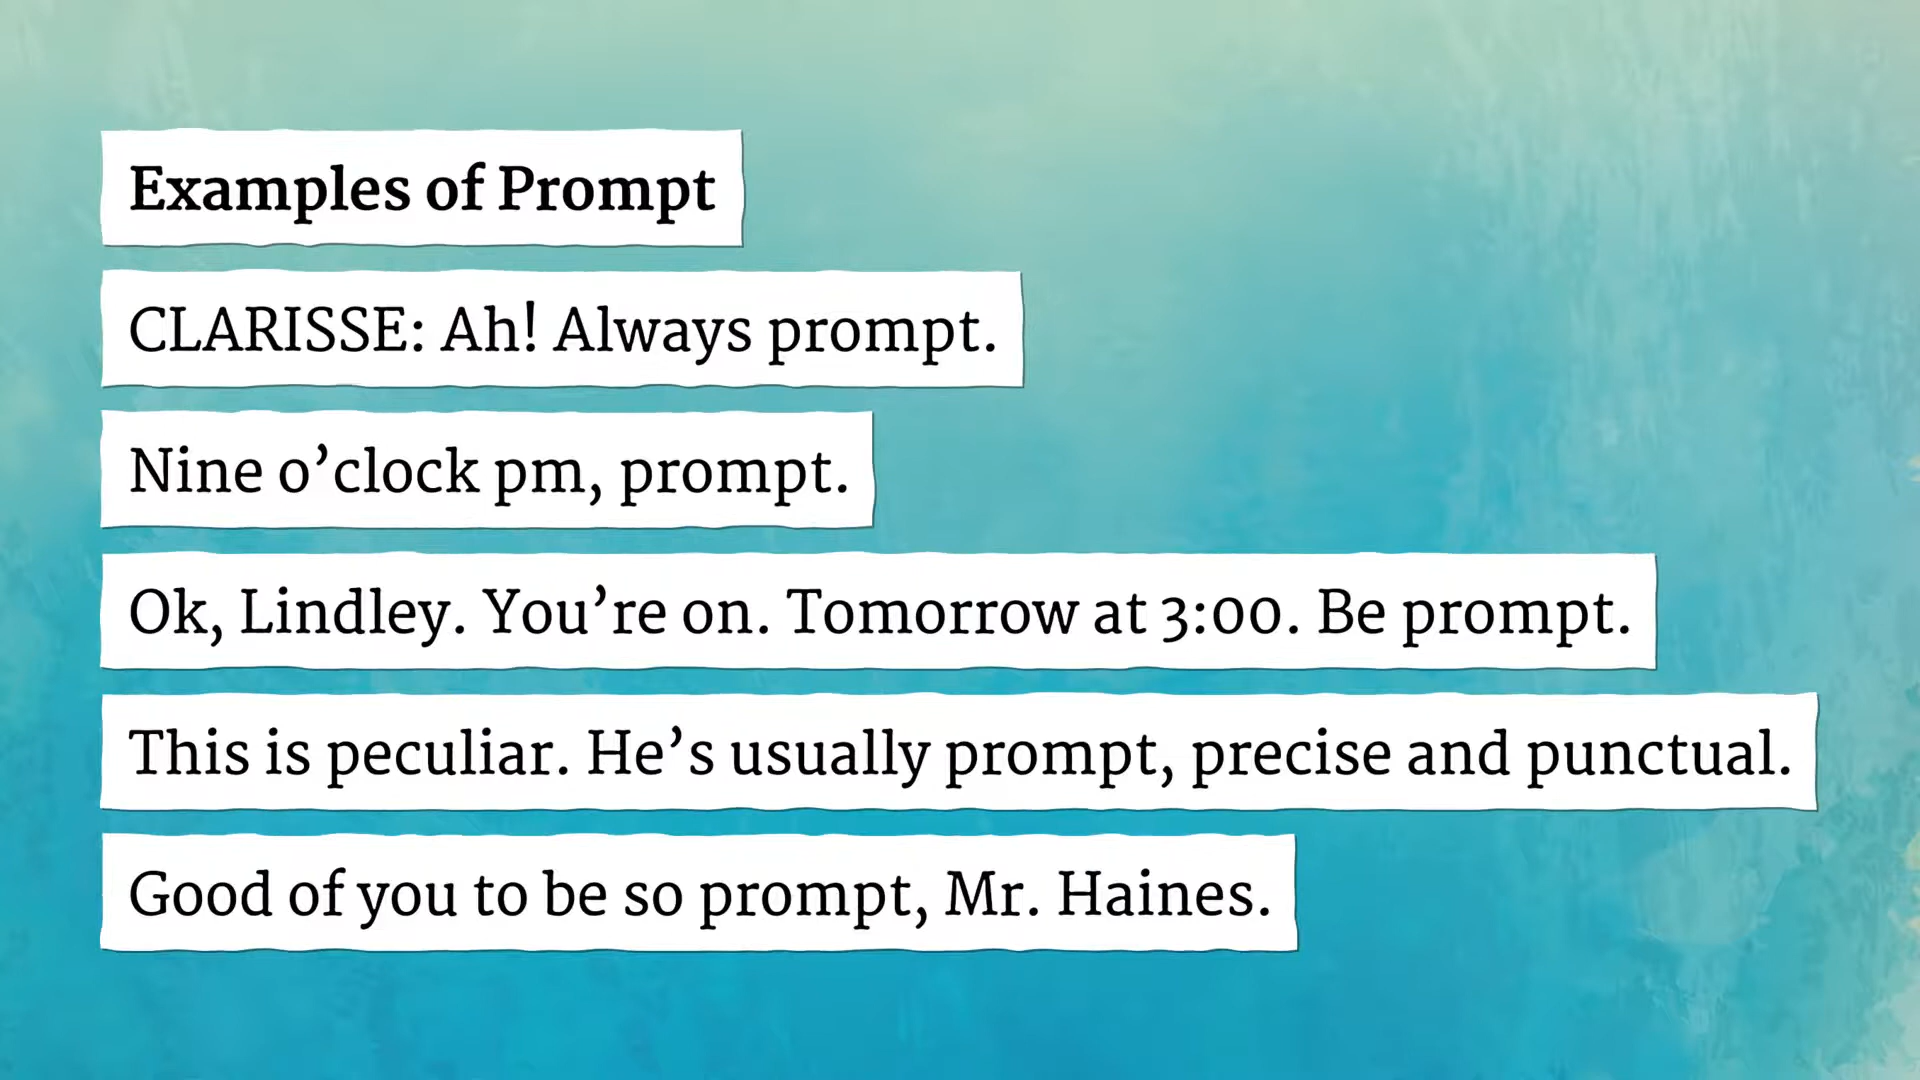 Examples of Prompt
CLARISSE: Ah! Always prompt.
Nine o’clock pm, prompt.
Ok, Lindley. You’re on. Tomorrow at 3:00. Be prompt.
This is peculiar. He’s usually prompt, precise and punctual.
Good of you to be so prompt, Mr. Haines.